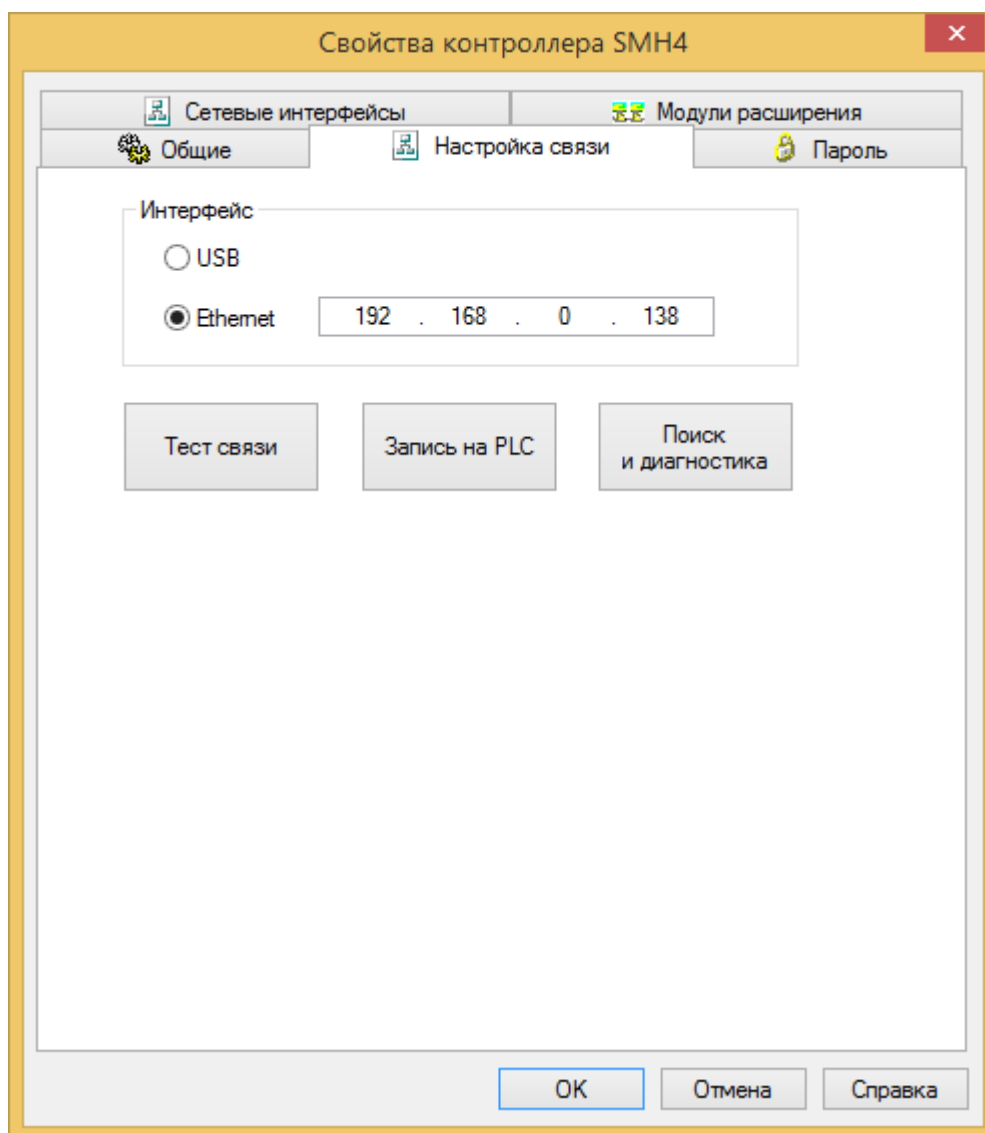 Свойства контроллера SMH4
Сетевые интерфейсы
Модули расширения
Общие
Настройка связи
Пароль
Интерфейс
USB
Ethernet 192 . 168 . 0 . 138
Тест связи
Запись на PLC
Поиск
и диагностика
OK
Отмена
Справка